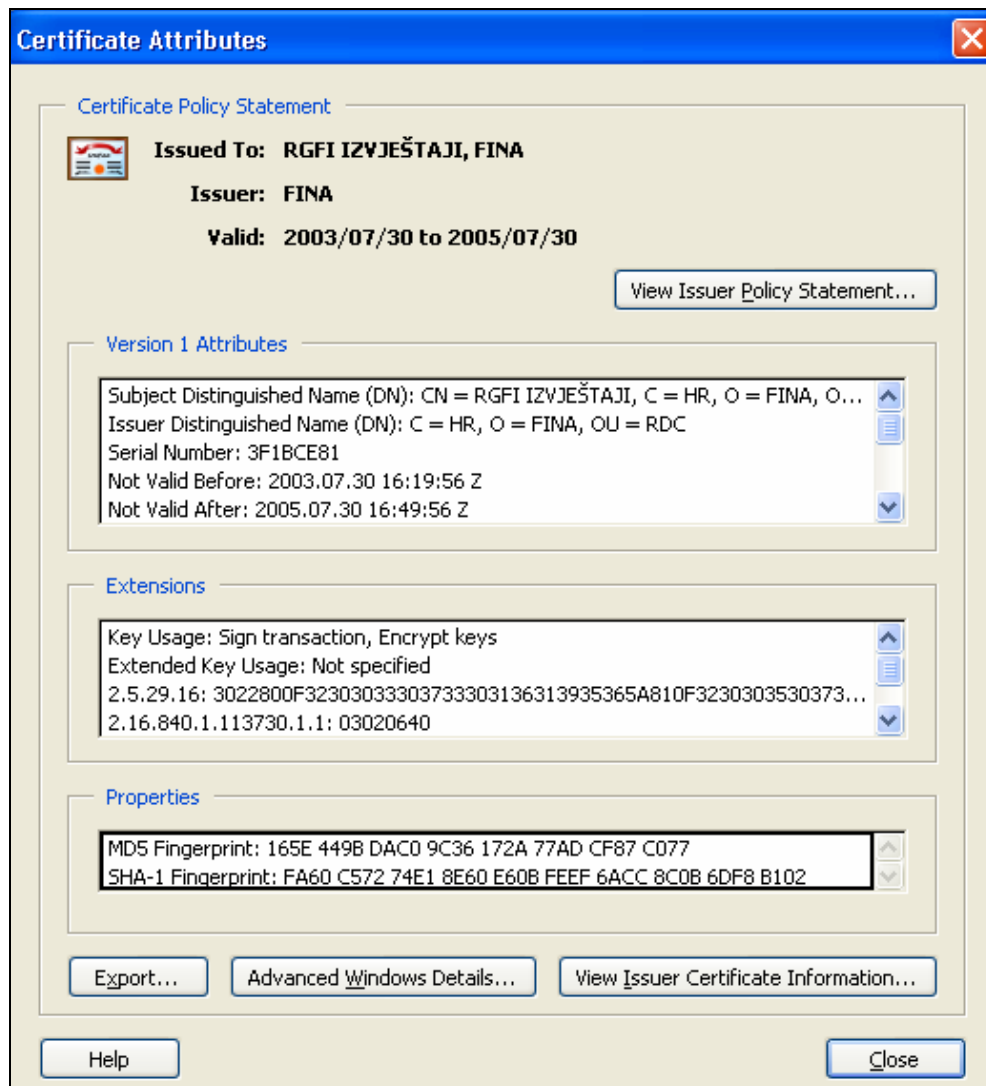 Certificate Attributes
Certificate Policy Statement
Issued To: RGFI IZVJEŠTAJI, FINA
Issuer: FINA
Valid: 2003/07/30 to 2005/07/30
View Issuer Policy Statement...
Version 1 Attributes
Subject Distinguished Name (DN): CN = RGFI IZVJEŠTAJI, C = HR, O = FINA, O...
Issuer Distinguished Name (DN): C = HR, O = FINA, OU = RDC
Serial Number: 3F1BCE81
Not Valid Before: 2003.07.30 16:19:56 Z
Not Valid After: 2005.07.30 16:49:56 Z
Extensions
Key Usage: Sign transaction, Encrypt keys
Extended Key Usage: Not specified
2.5.29.16: 3022800F32303033303733303136313935365A810F3230303530373...
2.16.840.1.113730.1.1: 03020640
Properties
MD5 Fingerprint: 165E 449B DAC0 9C36 172A 77AD CF87 C077
SHA-1 Fingerprint: FA60 C572 74E1 8E60 E60B FEEF 6ACC 8C0B 6DF8 B102
Export... Advanced Windows Details... View Issuer Certificate Information...
Help Close